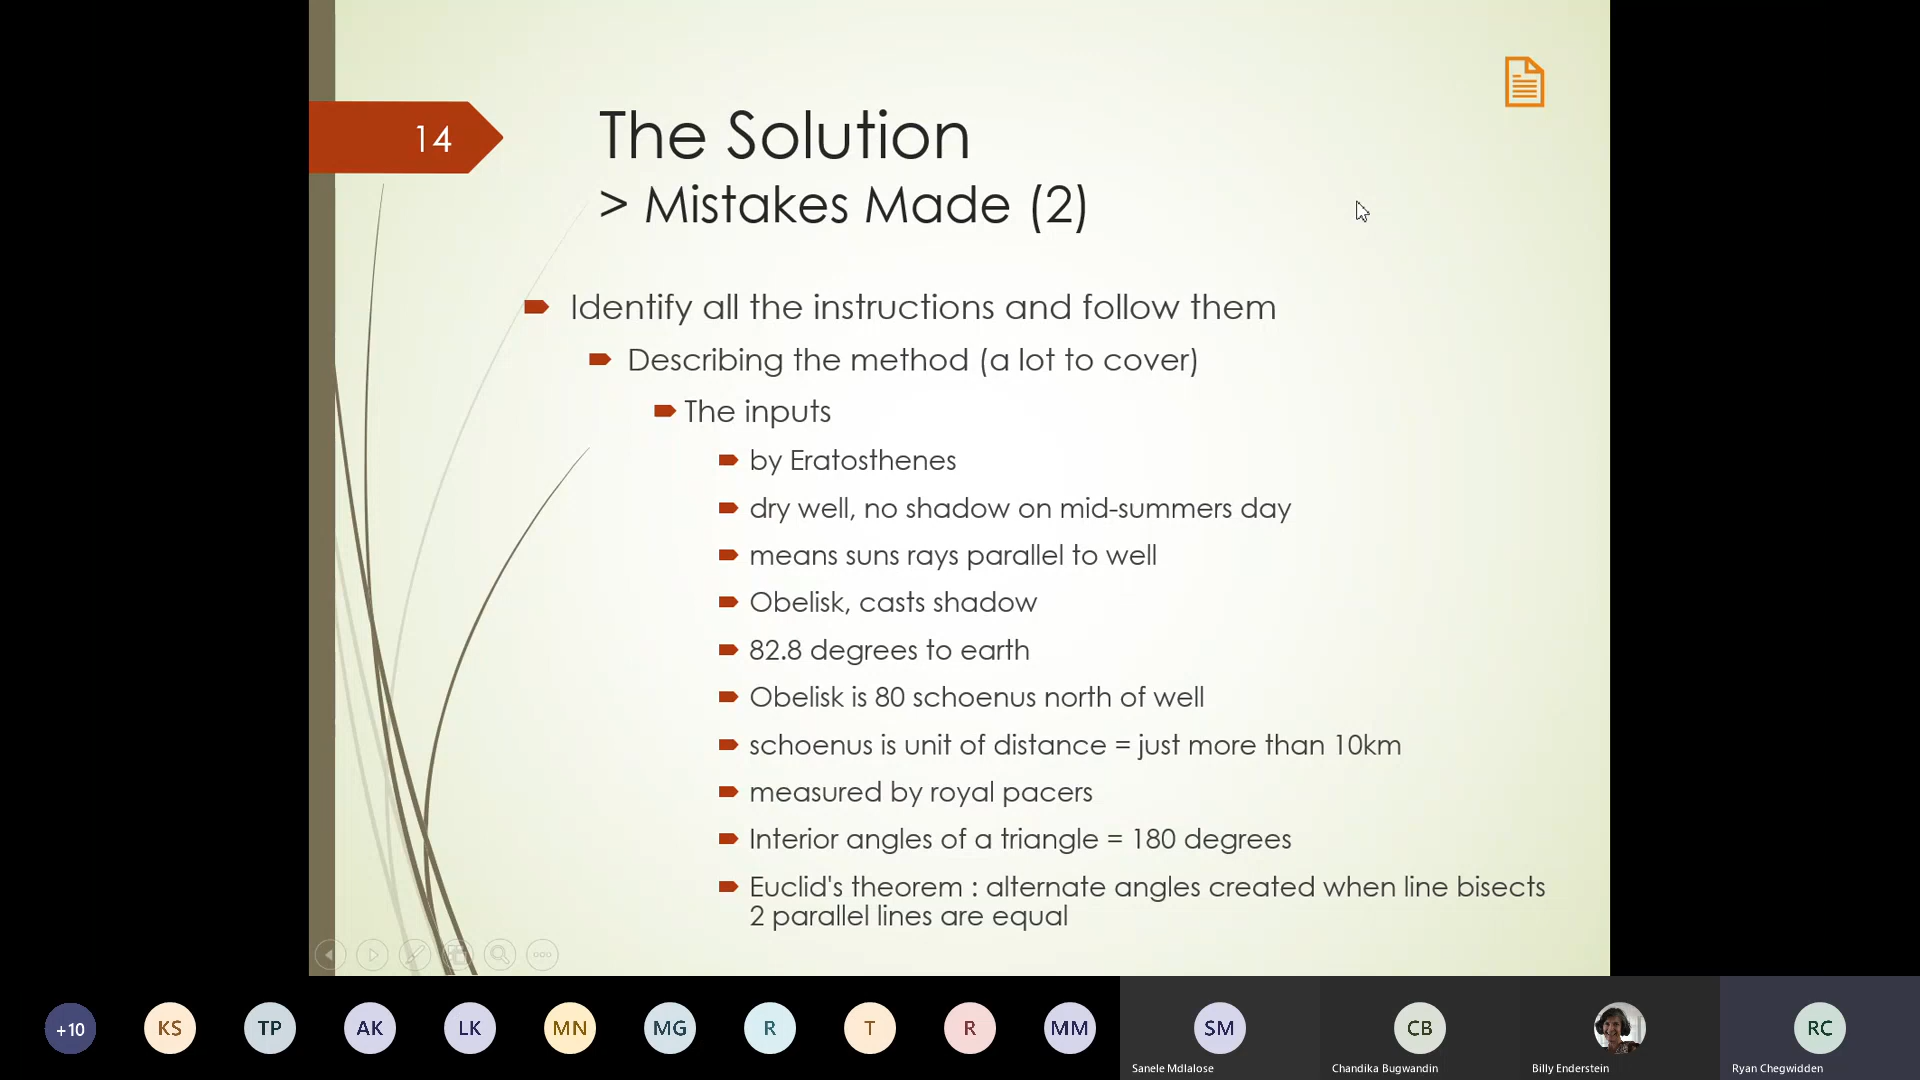 14
The Solution
> Mistakes Made (2)
Identify all the instructions and follow them
Describing the method (a lot to cover)
The inputs
by Eratosthenes
dry well, no shadow on mid-summers day
means suns rays parallel to well
Obelisk, casts shadow
82.8 degrees to earth
Obelisk is 80 schoenus north of well
schoenus is unit of distance = just more than 10km
measured by royal pacers
Interior angles of a triangle = 180 degrees
Euclid's theorem : alternate angles created when line bisects
2 parallel lines are equal
+10
KS
TP
AK
LK
MN
MG
R
T
R
MM
SM
CB
RC
Sanele Mdlalose
Chandika Bugwandin
Billy Enderstein
Ryan Chegwidden